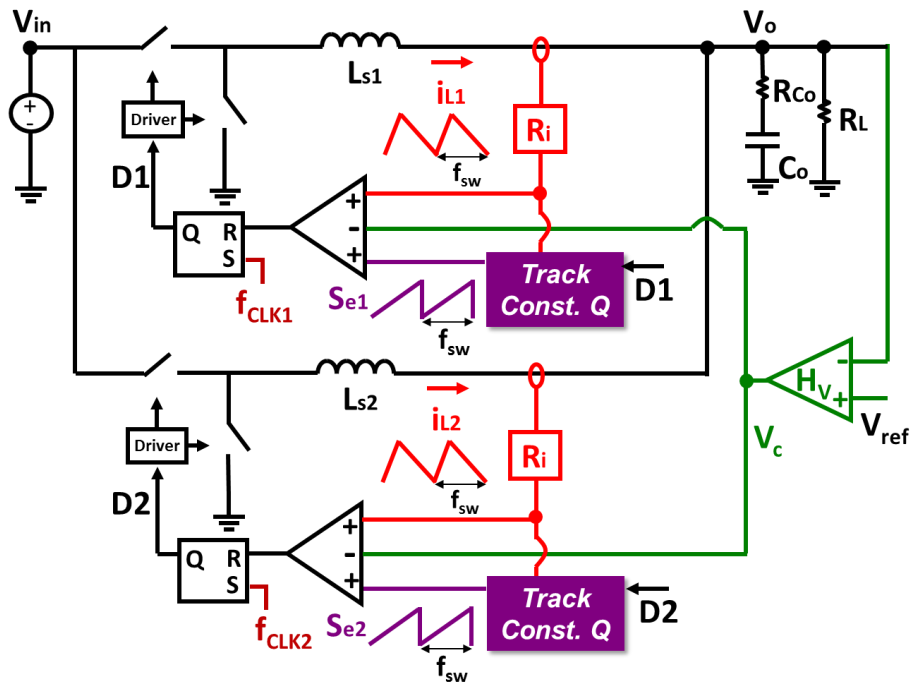 Vin
Vo
+
-
Ls1
iL1
Driver
Ri
RCo
RL
Co
fsw
D1
Q R
S
+
-
+
Track
Const. Q
D1
Se1
fCLK1
fsw
Ls2
iL2
HV
-
+
Vref
Vc
Driver
Ri
fsw
D2
Q R
S
+
-
+
Track
Const. Q
D2
Se2
fCLK2
fsw